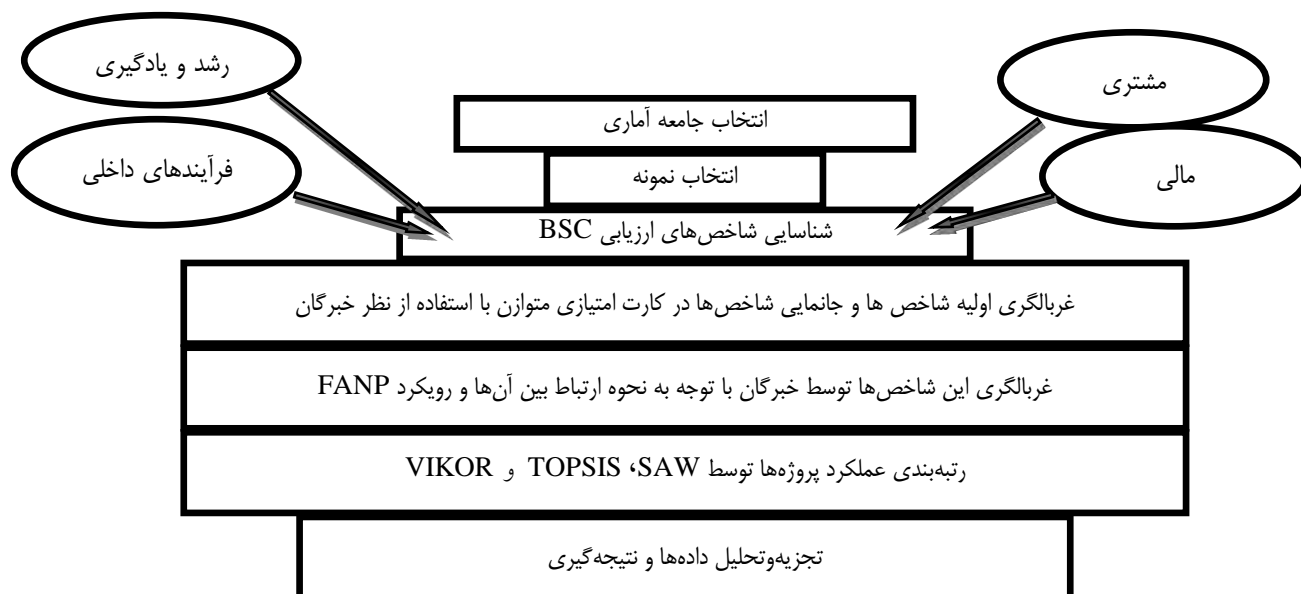 رشد و یادگیری
مشتری
انتخاب جامعه آماری
فرآیندهای داخلی
انتخاب نمونه
مالی
شناسایی شاخص‌های ارزیابی BSC
غربالگری اولیه شاخص ها و جانمایی شاخص‌ها در کارت امتیازی متوازن با استفاده از نظر خبرگان
غربالگری این شاخص‌ها توسط خبرگان با توجه به نحوه ارتباط بین آن‌ها و رویکرد FANP
رتبه‌بندی عملکرد پروژه‌ها توسط SAW، TOPSIS و VIKOR
تجزیه‌وتحلیل داده‌ها و نتیجه‌گیری